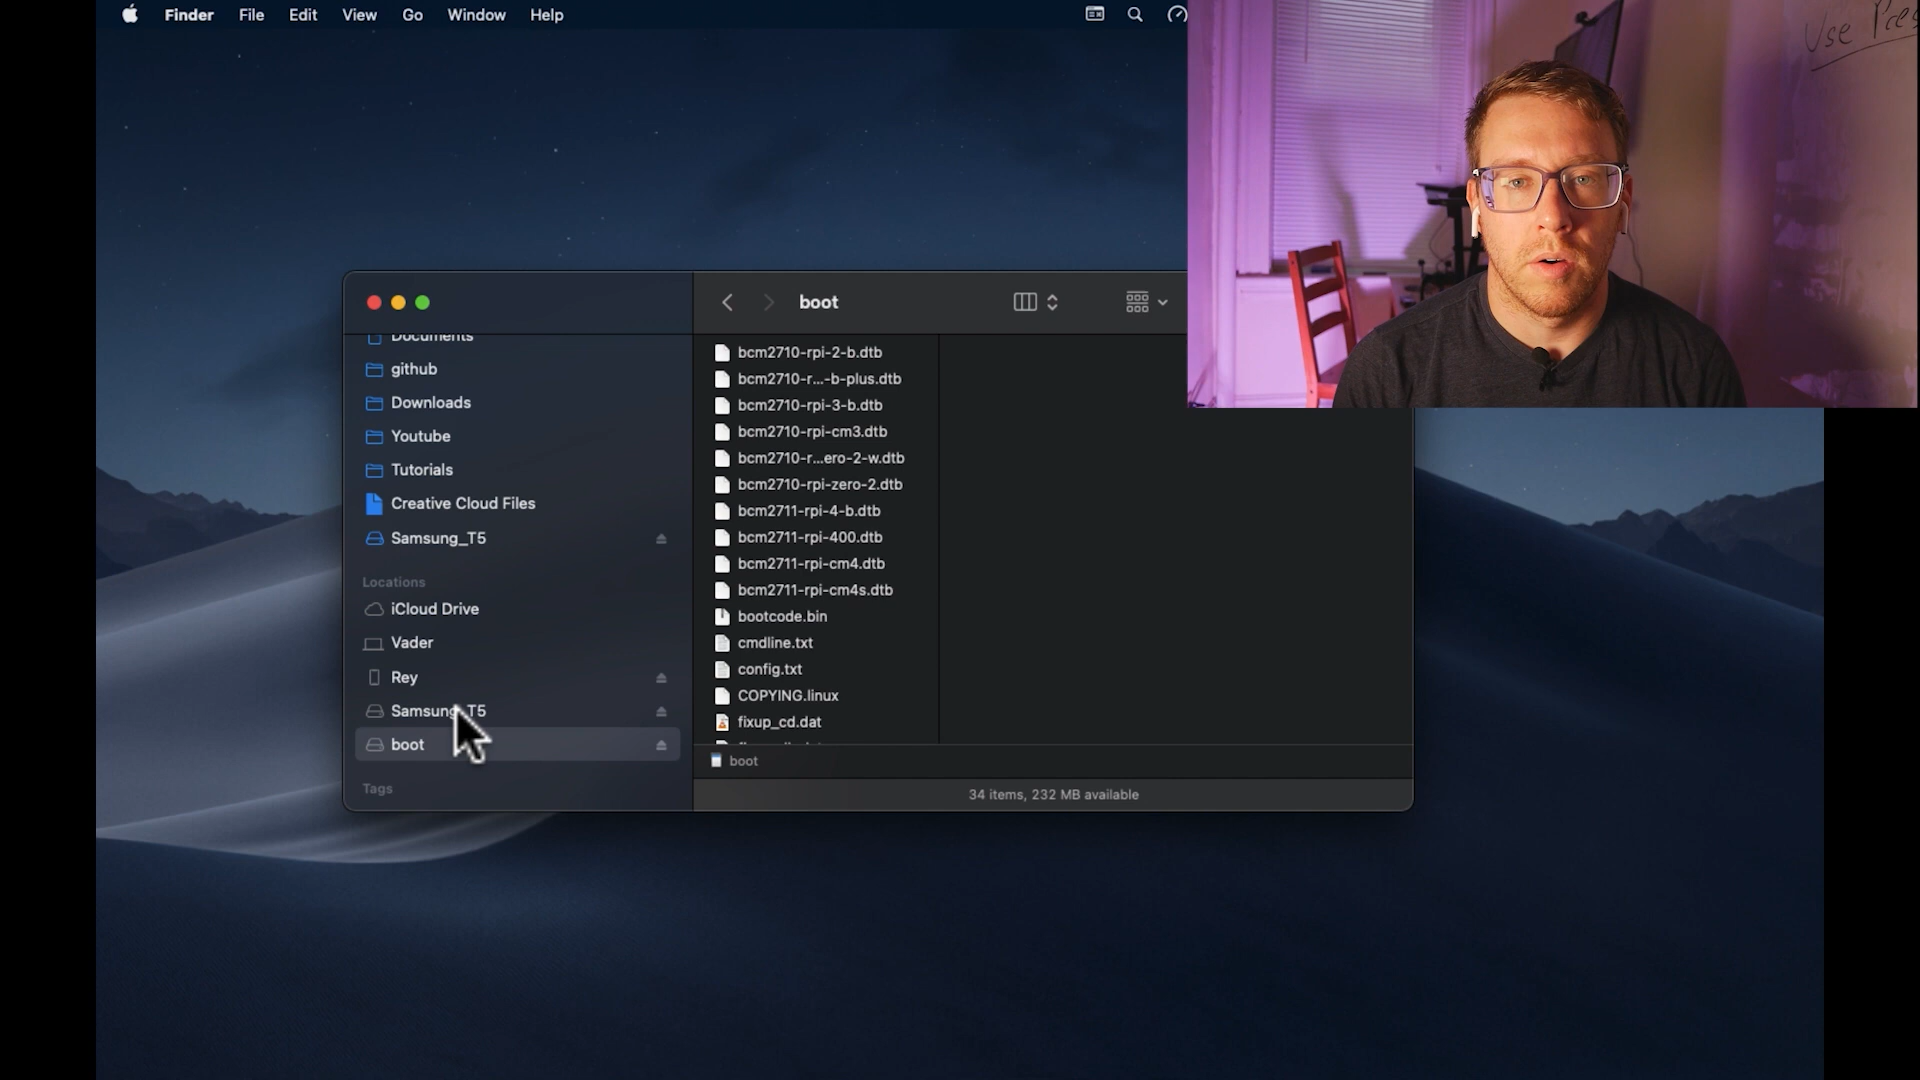 Finder File Edit View Go Window Help
Use Pres
boot
Documents
github
Downloads
Youtube
Tutorials
Creative Cloud Files
Samsung_T5
Locations
iCloud Drive
Vader
Rey
Samsung_T5
boot
Tags
bcm2710-rpi-2-b.dtb
bcm2710-r...-b-plus.dtb
bcm2710-rpi-3-b.dtb
bcm2710-rpi-cm3.dtb
bcm2710-r...ero-2-w.dtb
bcm2710-rpi-zero-2.dtb
bcm2711-rpi-4-b.dtb
bcm2711-rpi-400.dtb
bcm2711-rpi-cm4.dtb
bcm2711-rpi-cm4s.dtb
bootcode.bin
cmdline.txt
config.txt
COPYING.linux
fixup_cd.dat
boot
34 items, 232 MB available